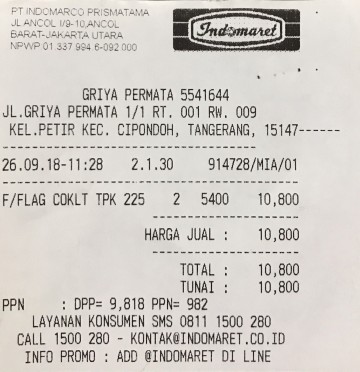 PT INDOMARCO PRISMATAMA
JL ANCOL I/9-10, ANCOL
BARAT-JAKARTA UTARA
NPWP 01 337 994 6-092 000
Indomaret
GRIYA PERMATA 5541644
JL.GRIYA PERMATA 1/1 RT. 001 RW. 009
KEL.PETIR KEC. CIPONDOH, TANGERANG, 15147------
26.09.18-11:28 2.1.30 914728/MIA/01
F/FLAG COKLT TPK 225 2 5400 10,800
HARGA JUAL : 10,800
TOTAL : 10,800
TUNAI : 10,800
PPN : DPP= 9,818 PPN= 982
LAYANAN KONSUMEN SMS 0811 1500 280
CALL 1500 280 - KONTAK@INDOMARET.CO.ID
INFO PROMO : ADD @INDOMARET DI LINE